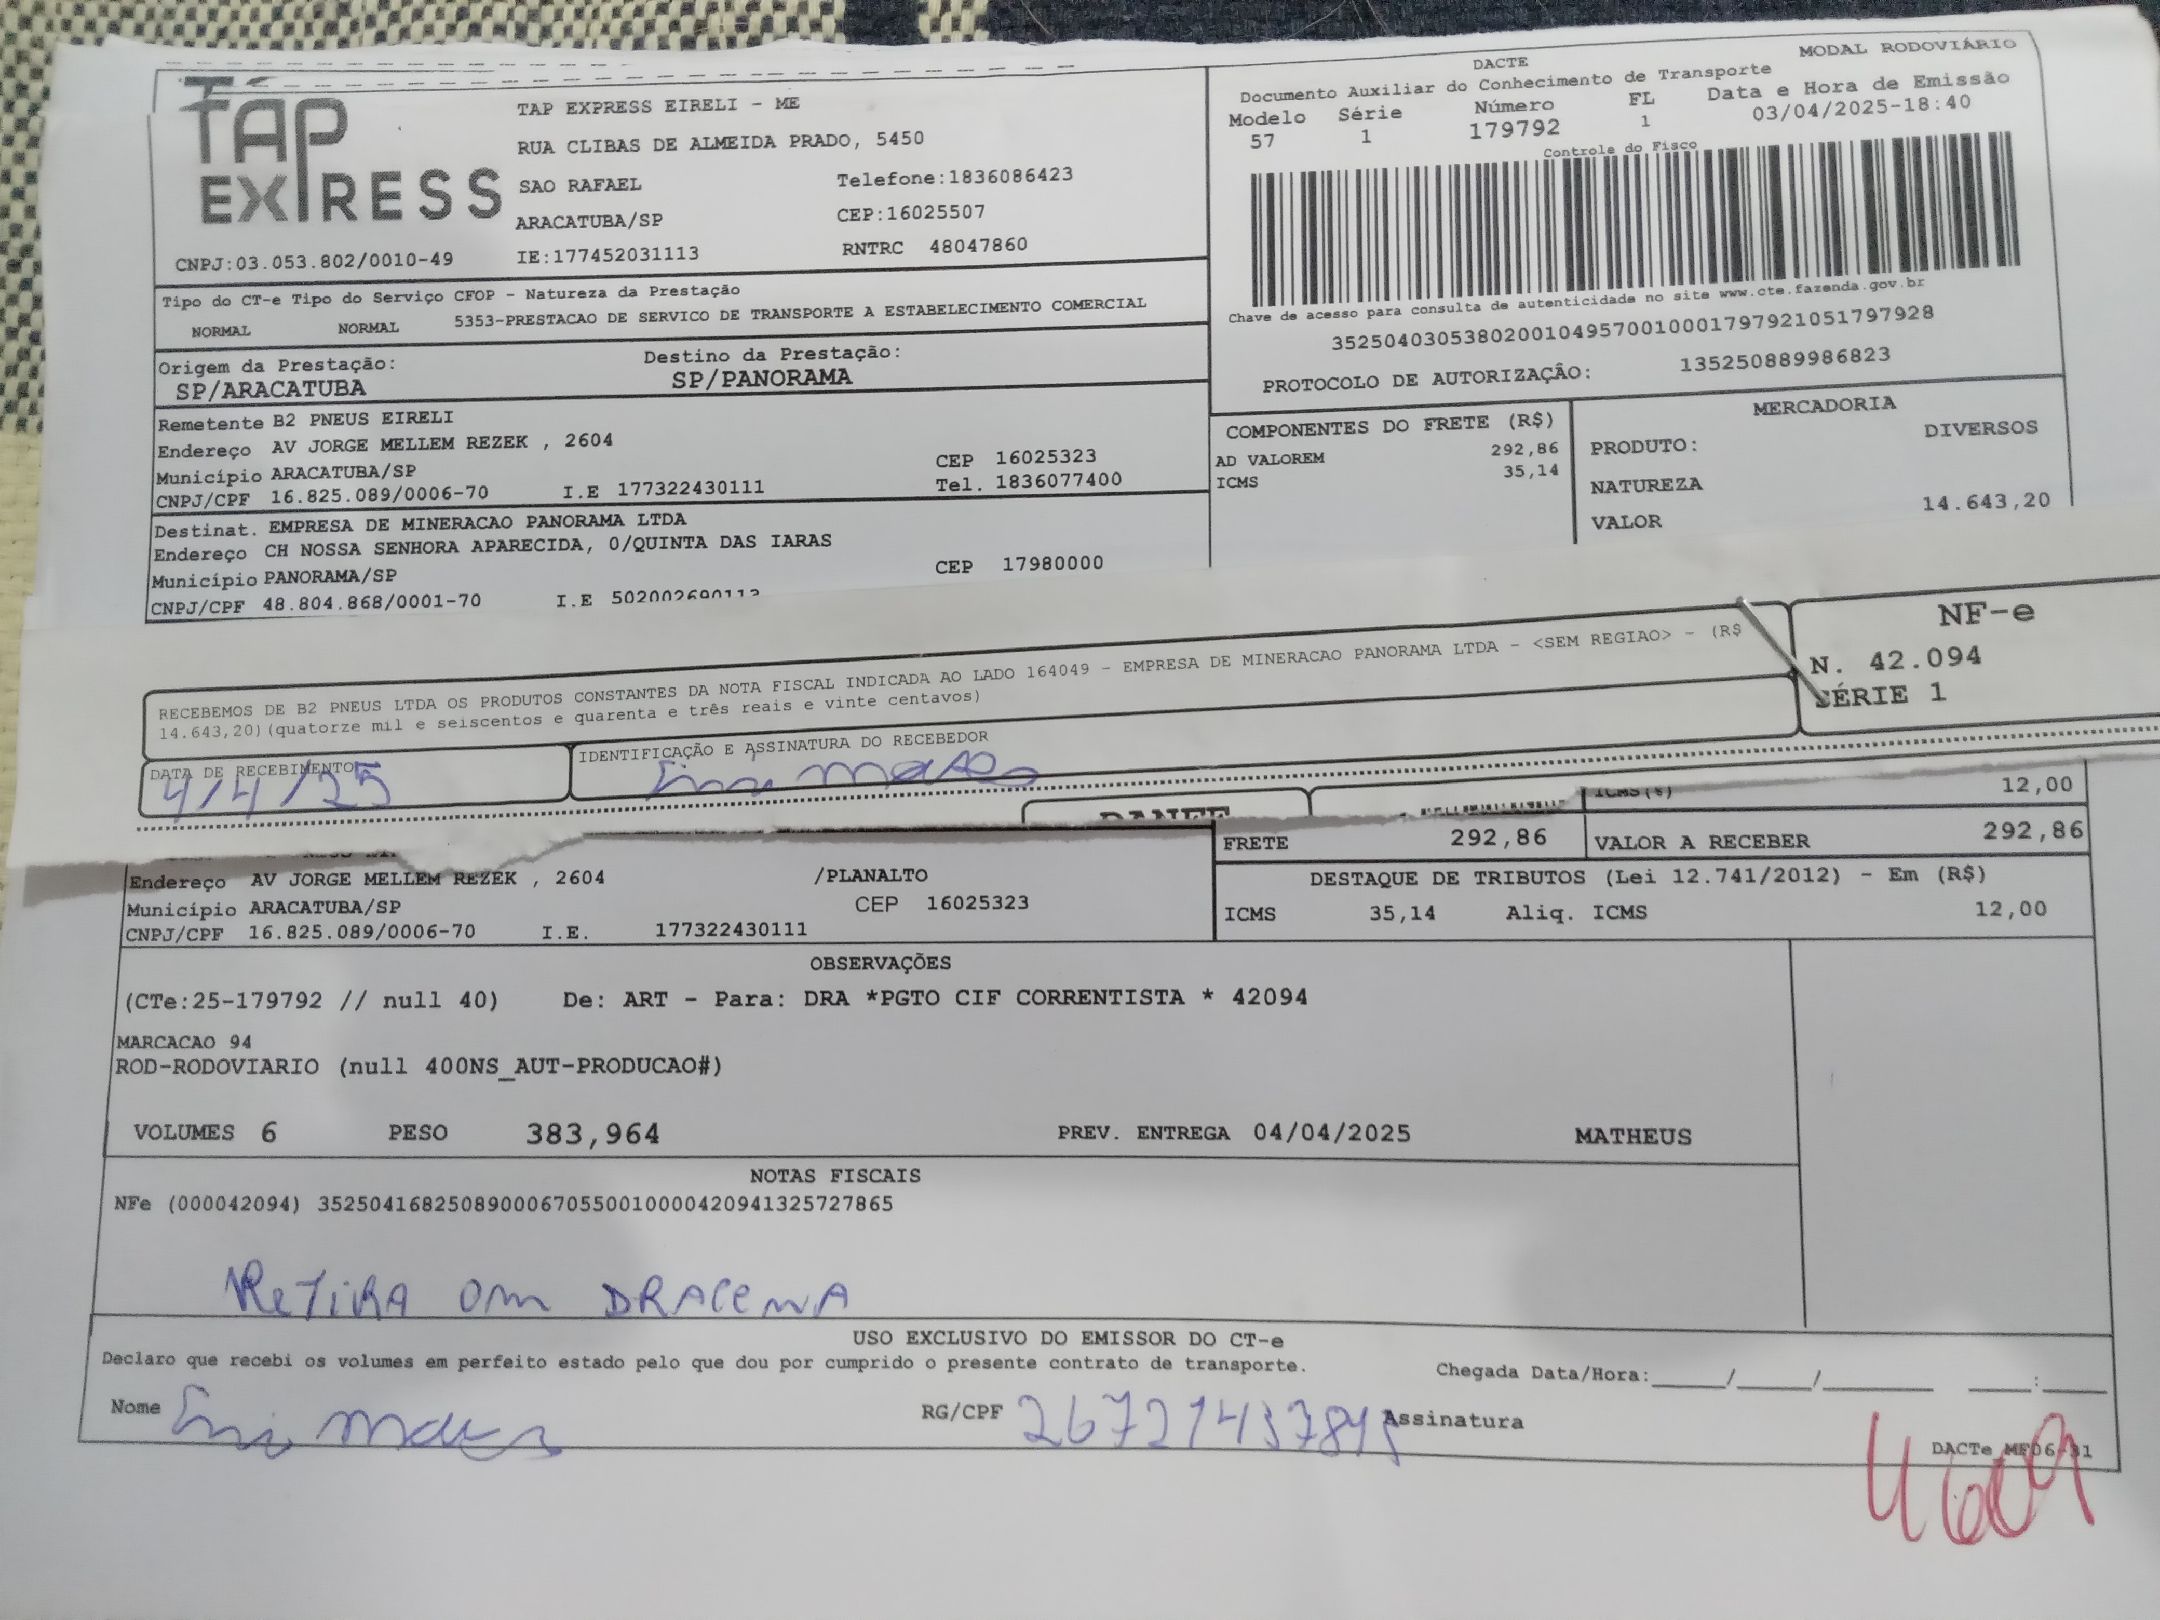 TAP
EXPRESS
CNPJ:03.053.802/0010-49
TAP EXPRESS EIRELI - ME
RUA CLIBAS DE ALMEIDA PRADO, 5450
SAO RAFAEL Telefone:1836086423
ARACATUBA/SP CEP:16025507
IE:177452031113 RNTRC 48047860
DACTE MODAL RODOVIÁRIO
Documento Auxiliar do Conhecimento de Transporte
Modelo Série Número FL Data e Hora de Emissão
57 1 179792 1 03/04/2025-18:40
Controle do Fisco
Chave de acesso para consulta de autenticidade no site www.cte.fazenda.gov.br
35250403053802001049570010001797921051797928
PROTOCOLO DE AUTORIZAÇÃO: 135250889986823
Tipo do CT-e Tipo do Serviço CFOP - Natureza da Prestação
NORMAL NORMAL 5353-PRESTACAO DE SERVICO DE TRANSPORTE A ESTABELECIMENTO COMERCIAL
Origem da Prestação: Destino da Prestação:
SP/ARACATUBA SP/PANORAMA
Remetente B2 PNEUS EIRELI
Endereço AV JORGE MELLEM REZEK , 2604
Município ARACATUBA/SP CEP 16025323
CNPJ/CPF 16.825.089/0006-70 I.E 177322430111 Tel. 1836077400
Destinat. EMPRESA DE MINERACAO PANORAMA LTDA
Endereço CH NOSSA SENHORA APARECIDA, 0/QUINTA DAS IARAS
Município PANORAMA/SP CEP 17980000
CNPJ/CPF 48.804.868/0001-70 I.E 502002690113
COMPONENTES DO FRETE (R$)
AD VALOREM 292,86
ICMS 35,14
MERCADORIA
PRODUTO: DIVERSOS
NATUREZA
VALOR 14.643,20
RECEBEMOS DE B2 PNEUS LTDA OS PRODUTOS CONSTANTES DA NOTA FISCAL INDICADA AO LADO 164049 - EMPRESA DE MINERACAO PANORAMA LTDA - <SEM REGIAO> - (R$
14.643,20)(quatorze mil e seiscentos e quarenta e três reais e vinte centavos)
NF-e
N. 42.094
SÉRIE 1
DATA DE RECEBIMENTO IDENTIFICAÇÃO E ASSINATURA DO RECEBEDOR
4/4/25
DANFE
ICMS(%) 12,00
FRETE 292,86 VALOR A RECEBER 292,86
Endereço AV JORGE MELLEM REZEK , 2604 /PLANALTO
Município ARACATUBA/SP CEP 16025323
CNPJ/CPF 16.825.089/0006-70 I.E. 177322430111
DESTAQUE DE TRIBUTOS (Lei 12.741/2012) - Em (R$)
ICMS 35,14 Aliq. ICMS 12,00
OBSERVAÇÕES
(CTe:25-179792 // null 40) De: ART - Para: DRA *PGTO CIF CORRENTISTA * 42094
MARCACAO 94
ROD-RODOVIARIO (null 400NS_AUT-PRODUCAO#)
VOLUMES 6 PESO 383,964 PREV. ENTREGA 04/04/2025 MATHEUS
NOTAS FISCAIS
NFe (000042094) 35250416825089000670550010000420941325727865
RETIRA em DRACENA
USO EXCLUSIVO DO EMISSOR DO CT-e
Declaro que recebi os volumes em perfeito estado pelo que dou por cumprido o presente contrato de transporte. Chegada Data/Hora:____/____/______ ____:____
Nome RG/CPF Assinatura
DACTe MF06-31
4609